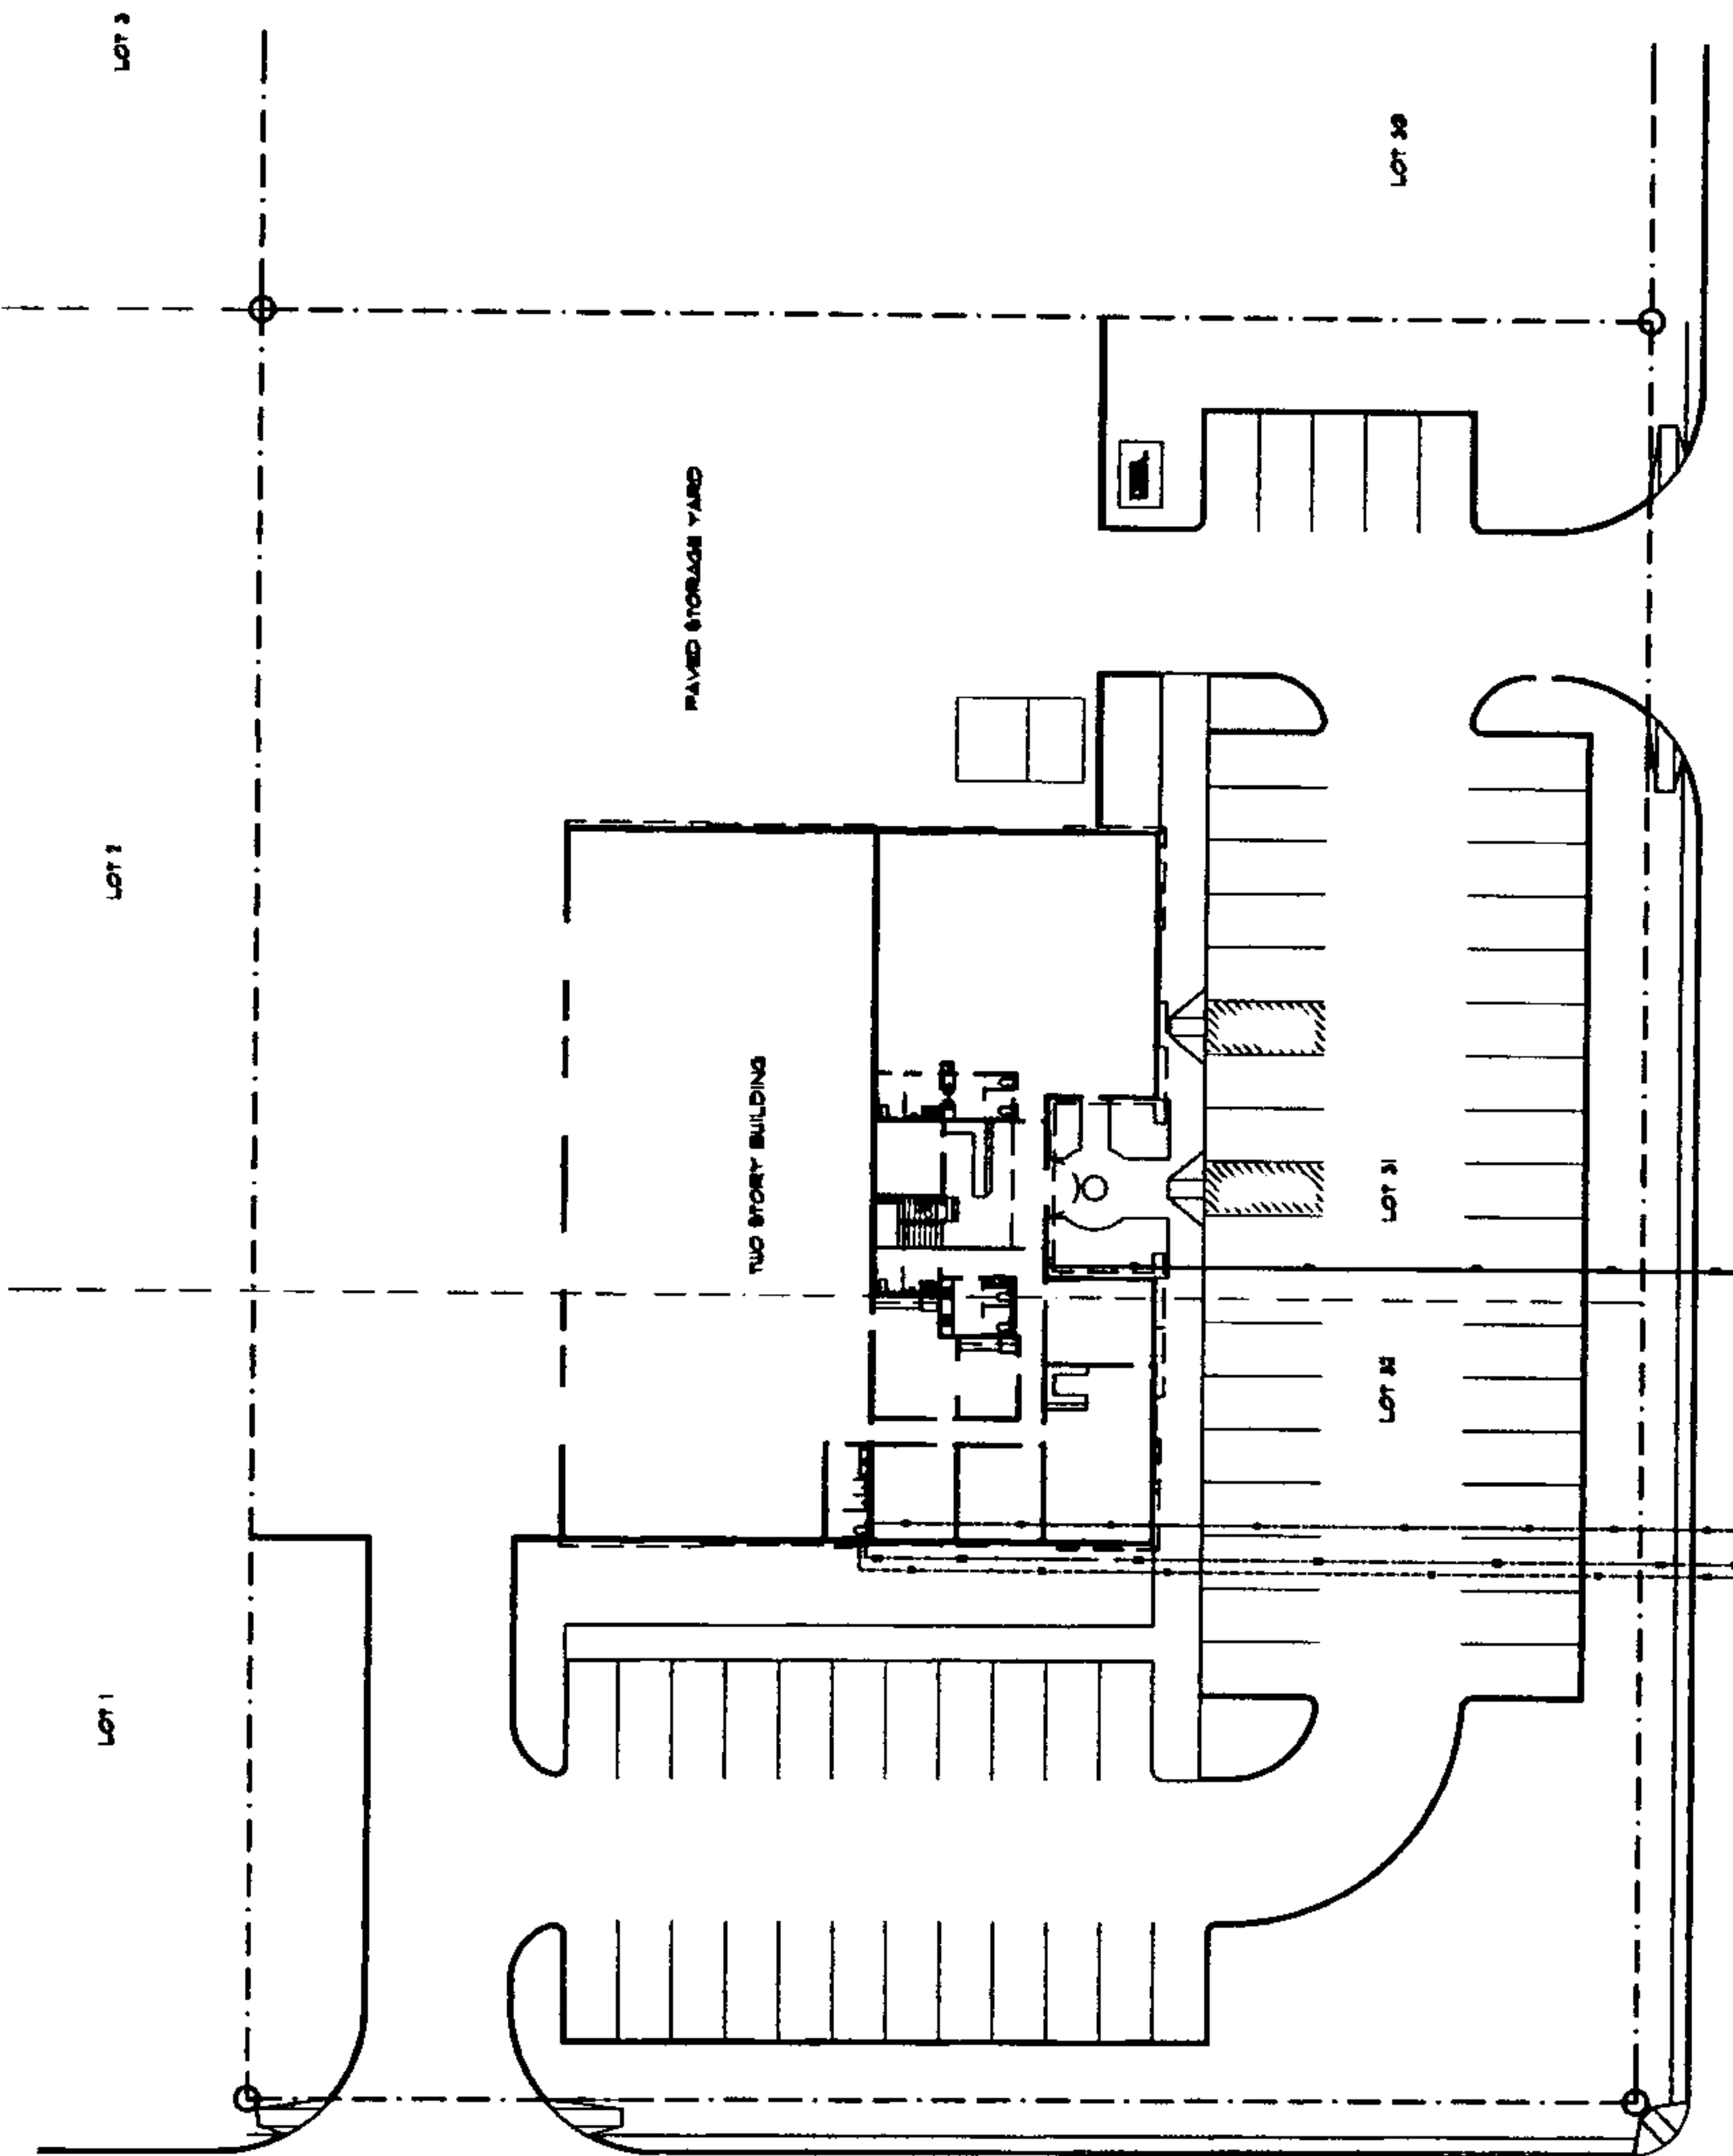 LOT 3
LOT 2
LOT 1
PAVED STORAGE YARD
TWO STORY BUILDING
LOT 30
LOT 31
LOT 32